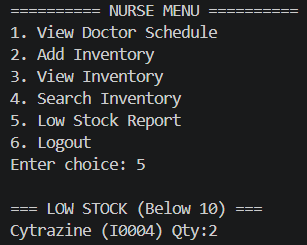 ========== NURSE MENU ==========
1. View Doctor Schedule
2. Add Inventory
3. View Inventory
4. Search Inventory
5. Low Stock Report
6. Logout
Enter choice: 5
=== LOW STOCK (Below 10) ===
Cytrazine (I0004) Qty:2